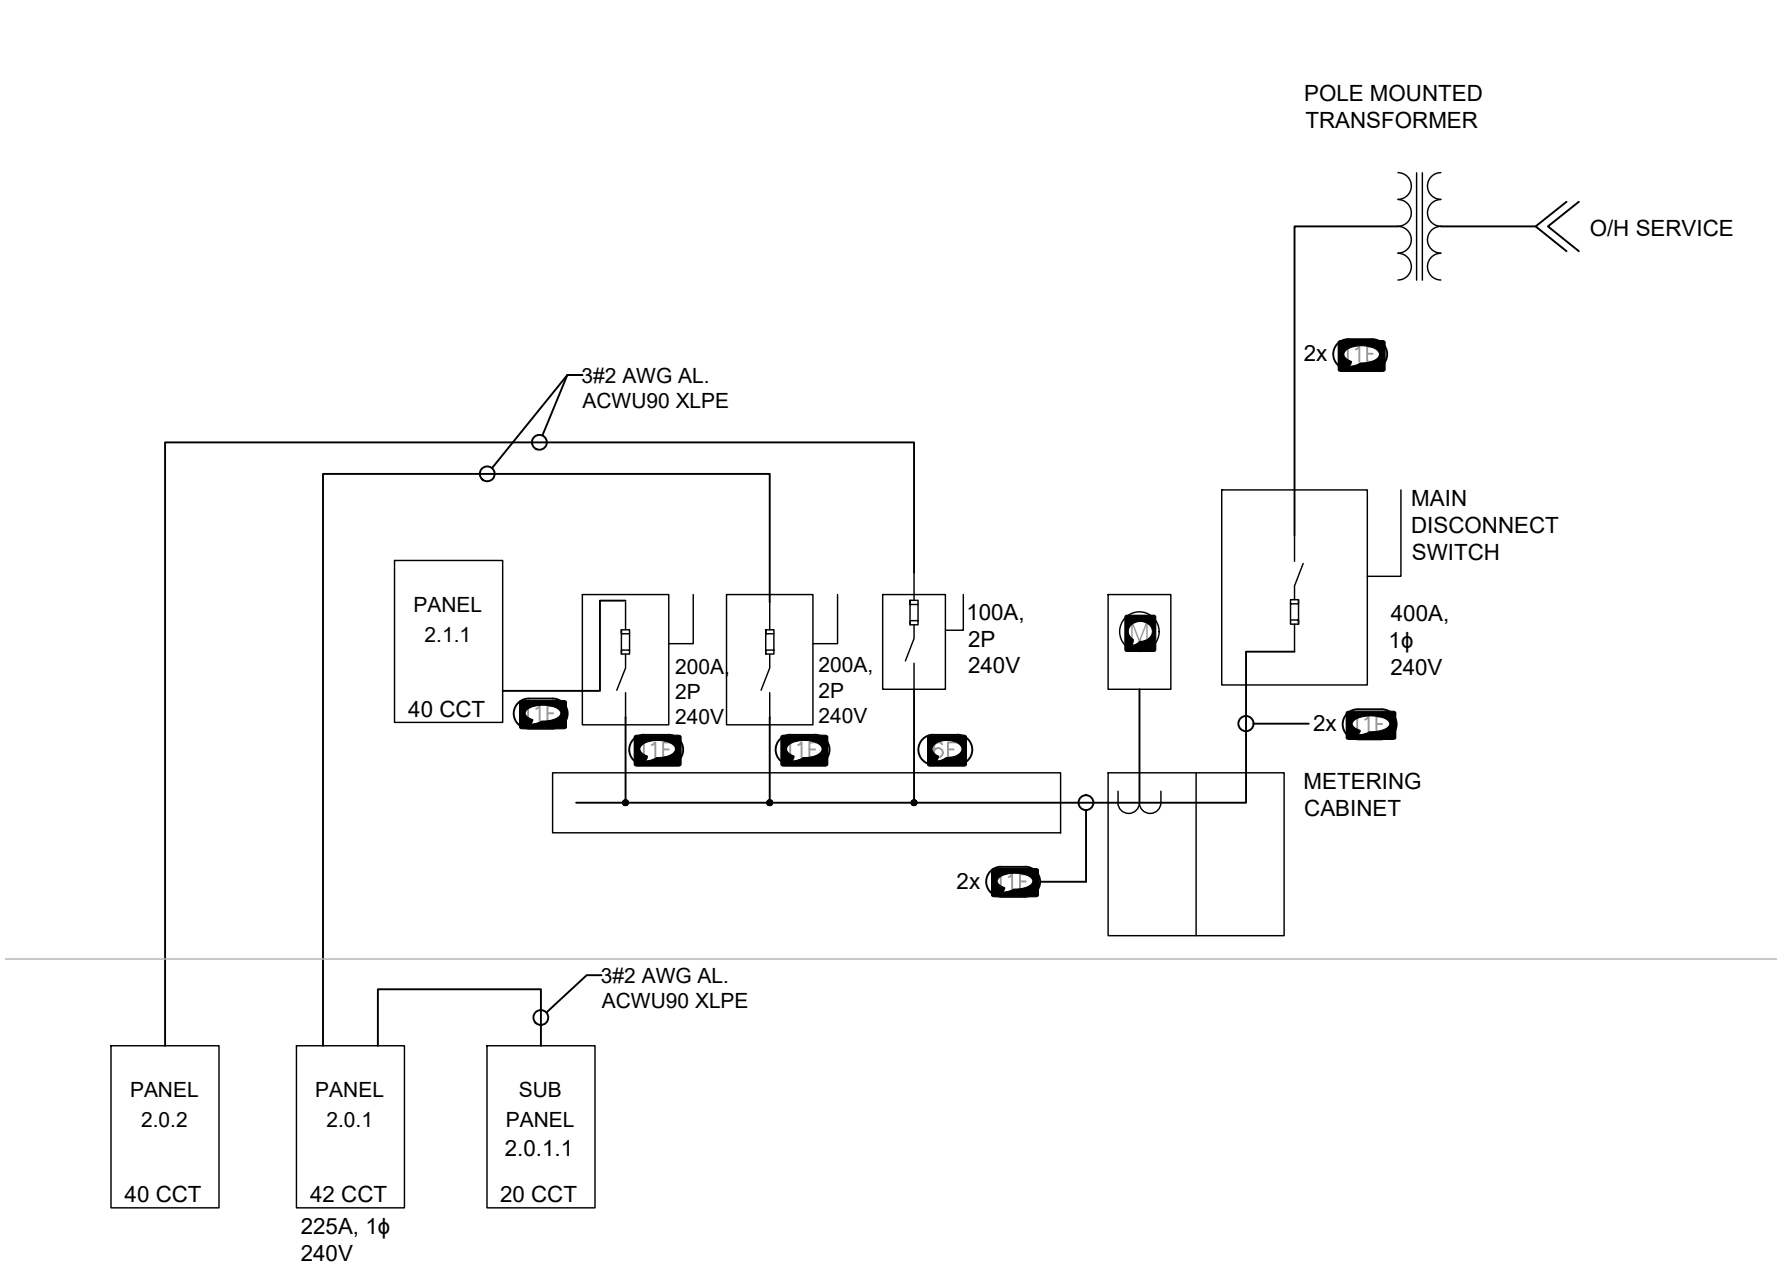 POLE MOUNTED
TRANSFORMER
O/H SERVICE
2x
3#2 AWG AL.
ACWU90 XLPE
MAIN
DISCONNECT
SWITCH
400A,
1ϕ
240V
PANEL
2.1.1
40 CCT
200A,
2P
240V
200A,
2P
240V
100A,
2P
240V
2x
METERING
CABINET
2x
3#2 AWG AL.
ACWU90 XLPE
PANEL
2.0.2
40 CCT
PANEL
2.0.1
42 CCT
225A, 1ϕ
240V
SUB
PANEL
2.0.1.1
20 CCT